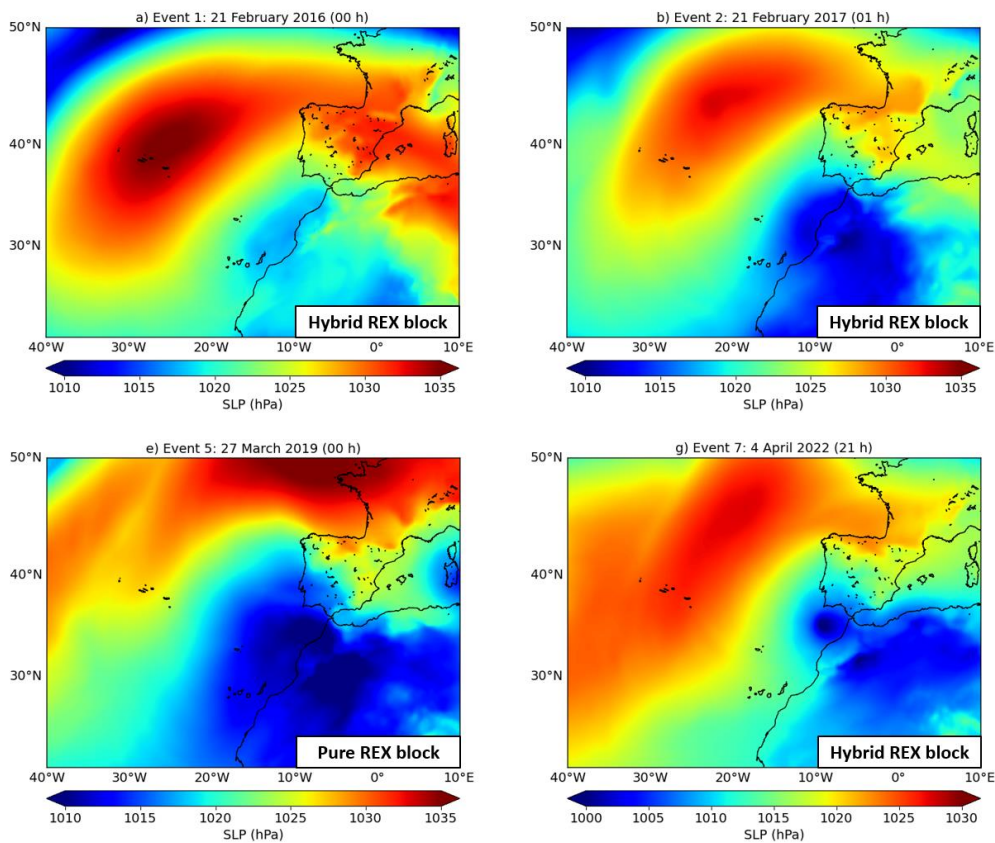 a) Event 1: 21 February 2016 (00 h)
50°N
40°N
30°N
Hybrid REX block
40°W 30°W 20°W 10°W 0° 10°E
1010 1015 1020 1025 1030 1035
SLP (hPa)
b) Event 2: 21 February 2017 (01 h)
50°N
40°N
30°N
Hybrid REX block
40°W 30°W 20°W 10°W 0° 10°E
1010 1015 1020 1025 1030 1035
SLP (hPa)
e) Event 5: 27 March 2019 (00 h)
50°N
40°N
30°N
Pure REX block
40°W 30°W 20°W 10°W 0° 10°E
1010 1015 1020 1025 1030 1035
SLP (hPa)
g) Event 7: 4 April 2022 (21 h)
50°N
40°N
30°N
Hybrid REX block
40°W 30°W 20°W 10°W 0° 10°E
1000 1005 1010 1015 1020 1025 1030
SLP (hPa)